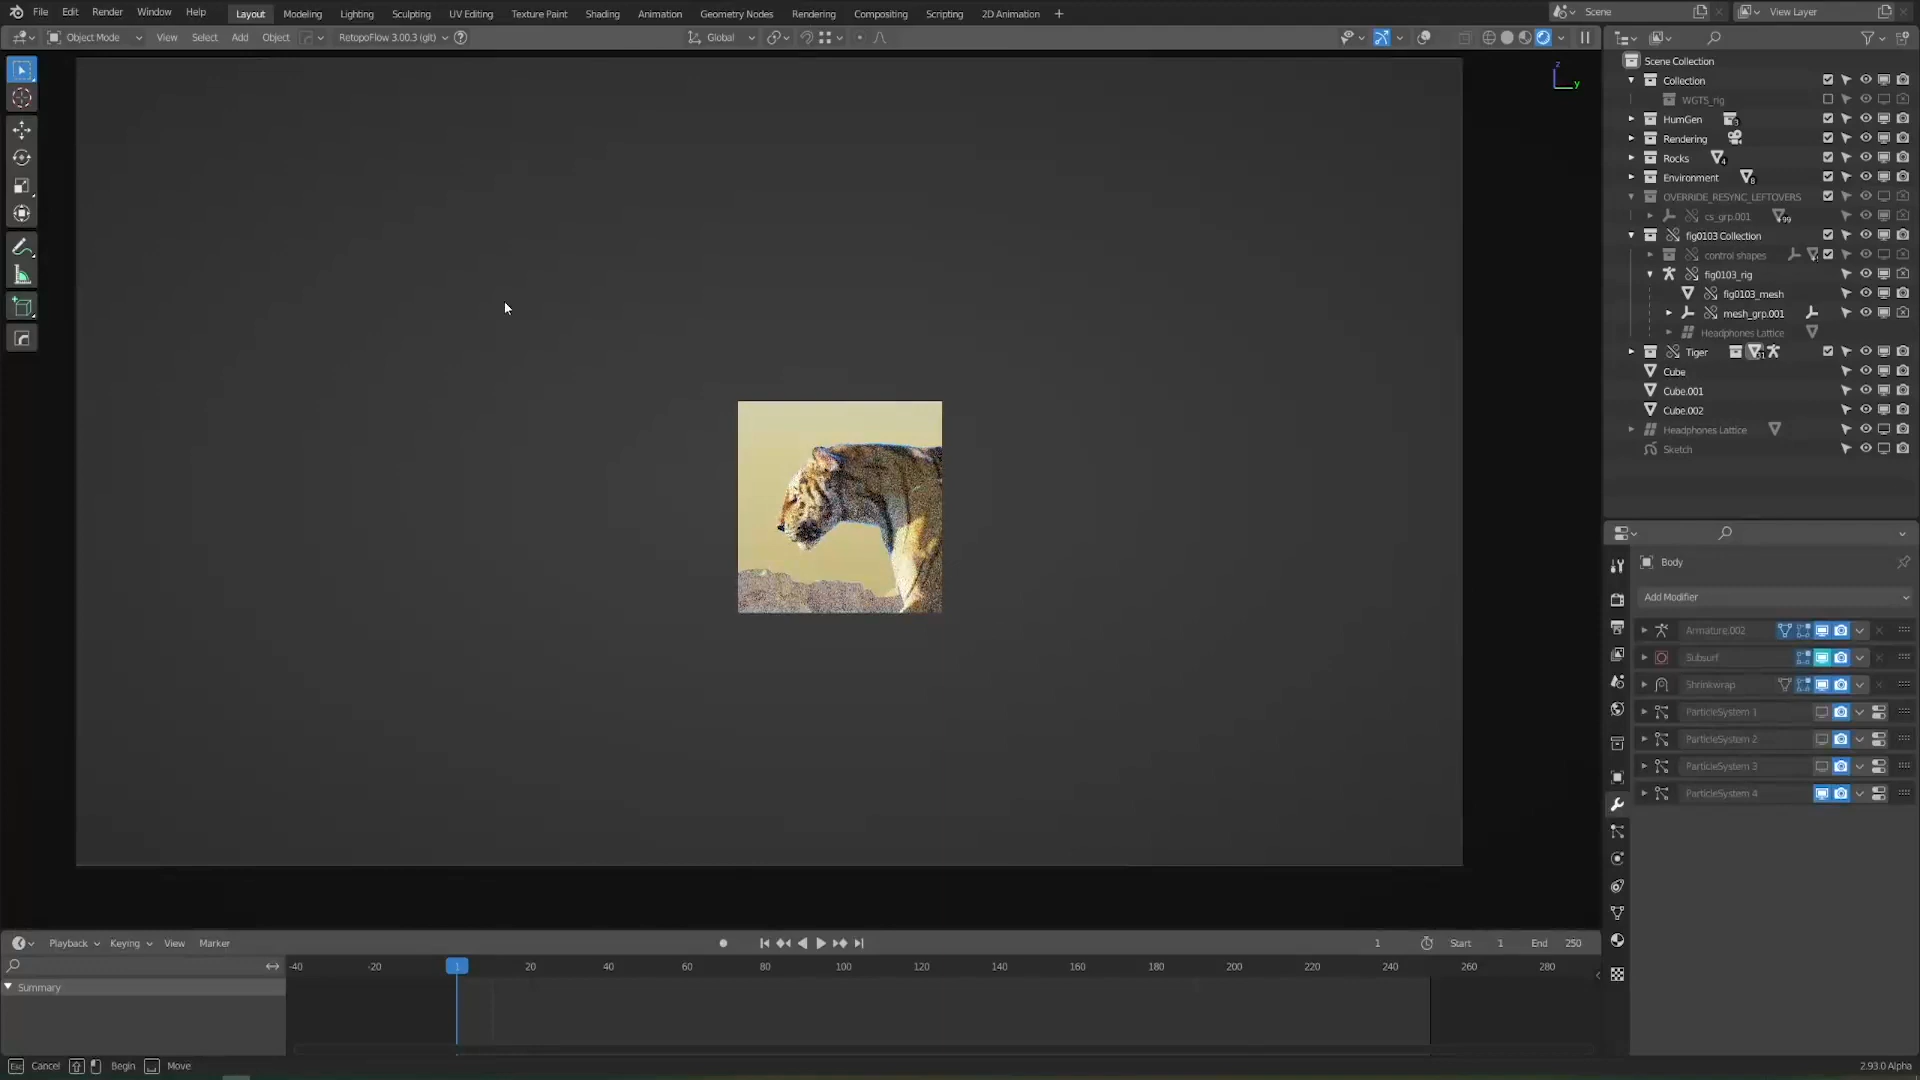 File Edit Render Window Help Layout Modeling Lighting Sculpting UV Editing Texture Paint Shading Animation Geometry Nodes Rendering Compositing Scripting 2D Animation + Scene View Layer
Object Mode View Select Add Object RetopoFlow 3.00.3 (git) Global
z
y
Scene Collection
Collection
WGTS_rig
HumGen 3
Rendering
Rocks 4
Environment 8
OVERRIDE_RESYNC_LEFTOVERS
cs_grp.001 +99
fig0103 Collection
control shapes
fig0103_rig
fig0103_mesh
mesh_grp.001
Headphones Lattice
Tiger
Cube
Cube.001
Cube.002
Headphones Lattice
Sketch
Body
Add Modifier
Armature.002
Subsurf
Shrinkwrap
ParticleSystem 1
ParticleSystem 2
ParticleSystem 3
ParticleSystem 4
Playback Keying View Marker 1 Start 1 End 250
-40 -20 1 20 40 60 80 100 120 140 160 180 200 220 240 260 280
Summary
Esc Cancel Begin Move 2.93.0 Alpha